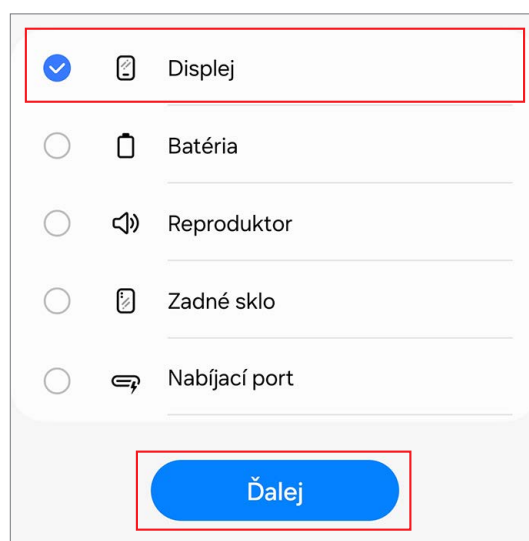 Displej
Batéria
Reproduktor
Zadné sklo
Nabíjací port
Ďalej